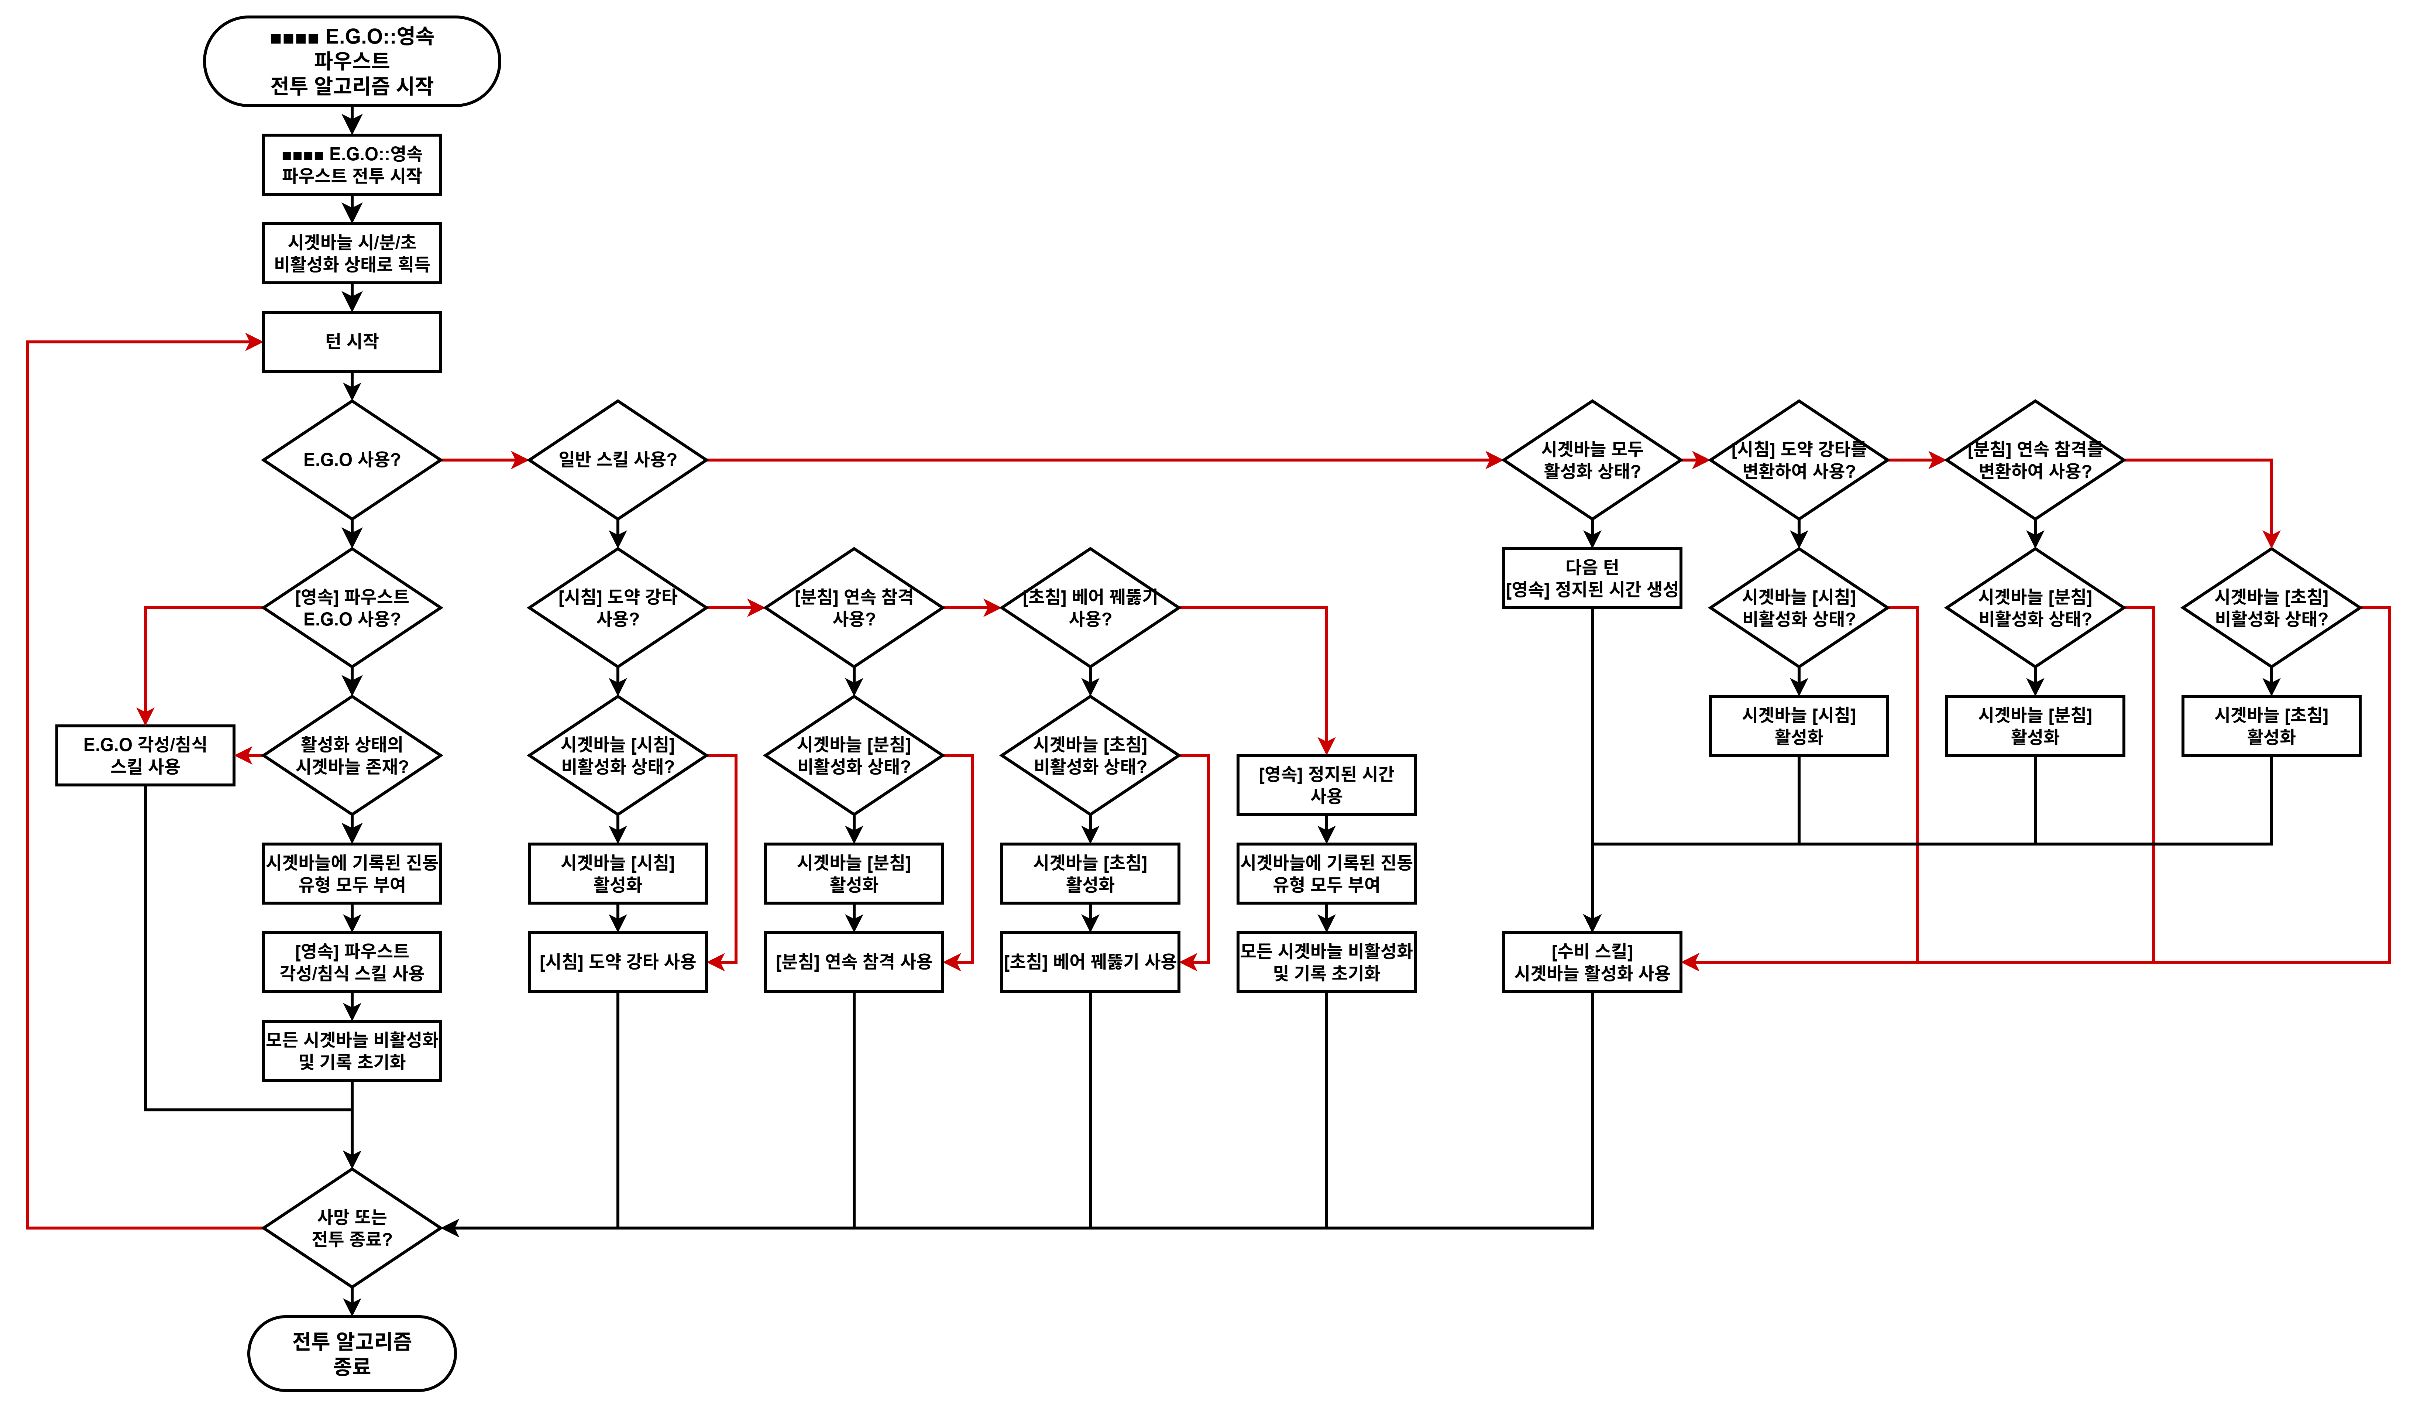 ■■■■ E.G.O::영속
파우스트
전투 알고리즘 시작
■■■■ E.G.O::영속
파우스트 전투 시작
시곗바늘 시/분/초
비활성화 상태로 획득
턴 시작
E.G.O 사용?
일반 스킬 사용?
시곗바늘 모두
활성화 상태?
[시침] 도약 강타를
변환하여 사용?
[분침] 연속 참격를
변환하여 사용?
[영속] 파우스트
E.G.O 사용?
[시침] 도약 강타
사용?
[분침] 연속 참격
사용?
[초침] 베어 꿰뚫기
사용?
다음 턴
[영속] 정지된 시간 생성
시곗바늘 [시침]
비활성화 상태?
시곗바늘 [분침]
비활성화 상태?
시곗바늘 [초침]
비활성화 상태?
E.G.O 각성/침식
스킬 사용
활성화 상태의
시곗바늘 존재?
시곗바늘 [시침]
비활성화 상태?
시곗바늘 [분침]
비활성화 상태?
시곗바늘 [초침]
비활성화 상태?
[영속] 정지된 시간
사용
시곗바늘 [시침]
활성화
시곗바늘 [분침]
활성화
시곗바늘 [초침]
활성화
시곗바늘에 기록된 진동
유형 모두 부여
시곗바늘 [시침]
활성화
시곗바늘 [분침]
활성화
시곗바늘 [초침]
활성화
시곗바늘에 기록된 진동
유형 모두 부여
[영속] 파우스트
각성/침식 스킬 사용
[시침] 도약 강타 사용
[분침] 연속 참격 사용
[초침] 베어 꿰뚫기 사용
모든 시곗바늘 비활성화
및 기록 초기화
[수비 스킬]
시곗바늘 활성화 사용
모든 시곗바늘 비활성화
및 기록 초기화
사망 또는
전투 종료?
전투 알고리즘
종료